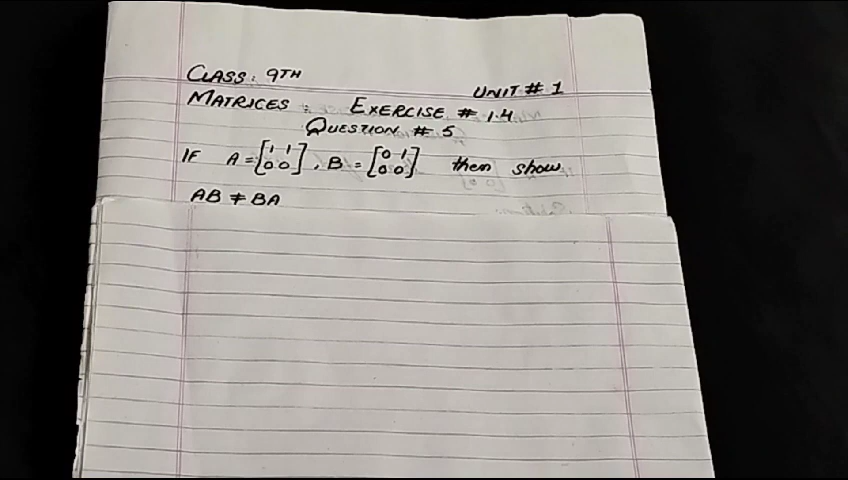 CLASS: 9TH
UNIT # 1
MATRICES : EXERCISE # 1.4
QUESTION # 5
IF A = [1 1 0 0], B = [0 1 0 0] then show
AB ≠ BA